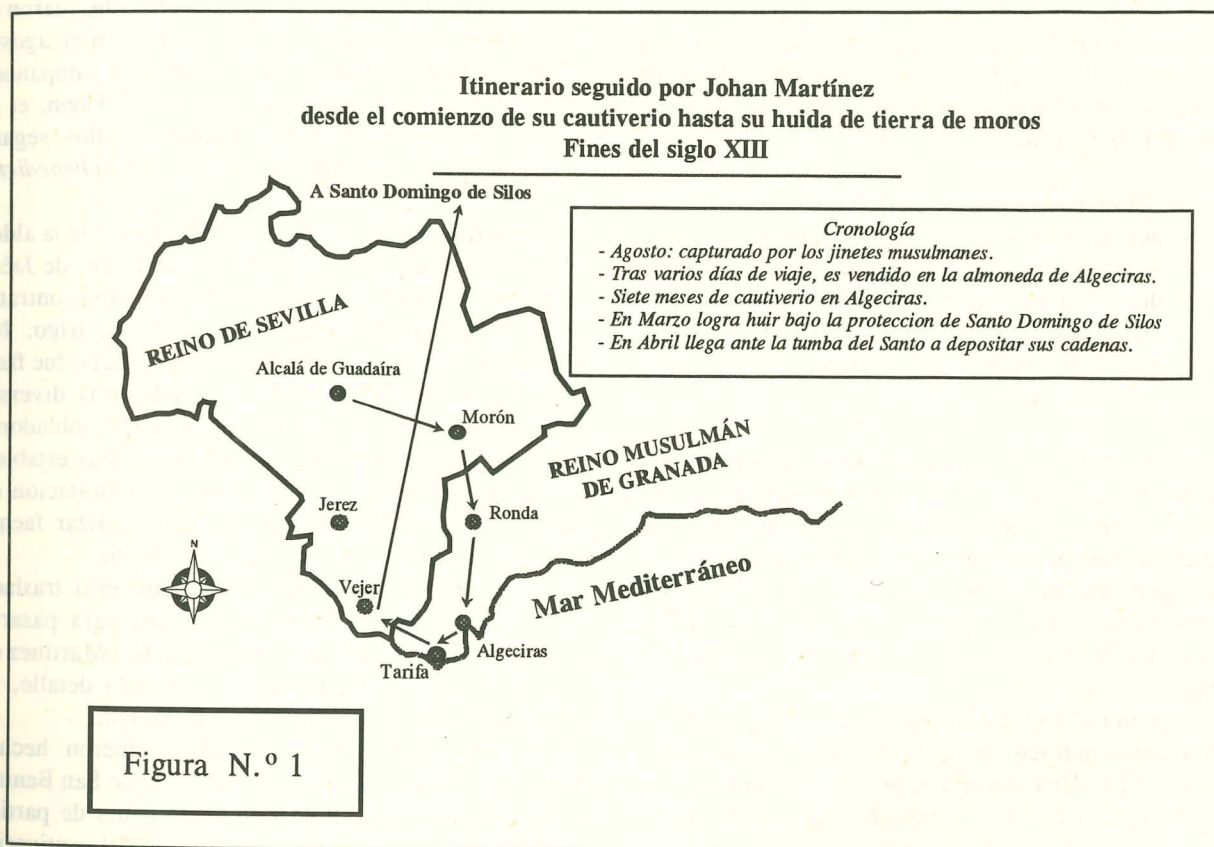 Itinerario seguido por Johan Martínez
desde el comienzo de su cautiverio hasta su huida de tierra de moros
Fines del siglo XIII
A Santo Domingo de Silos
Cronología
- Agosto: capturado por los jinetes musulmanes.
- Tras varios días de viaje, es vendido en la almoneda de Algeciras.
- Siete meses de cautiverio en Algeciras.
- En Marzo logra huir bajo la proteccion de Santo Domingo de Silos
- En Abril llega ante la tumba del Santo a depositar sus cadenas.
REINO DE SEVILLA
Alcalá de Guadaíra
Morón
REINO MUSULMÁN
DE GRANADA
Jerez
Ronda
N
Vejer
Mar Mediterráneo
Algeciras
Tarifa
Figura N.º 1